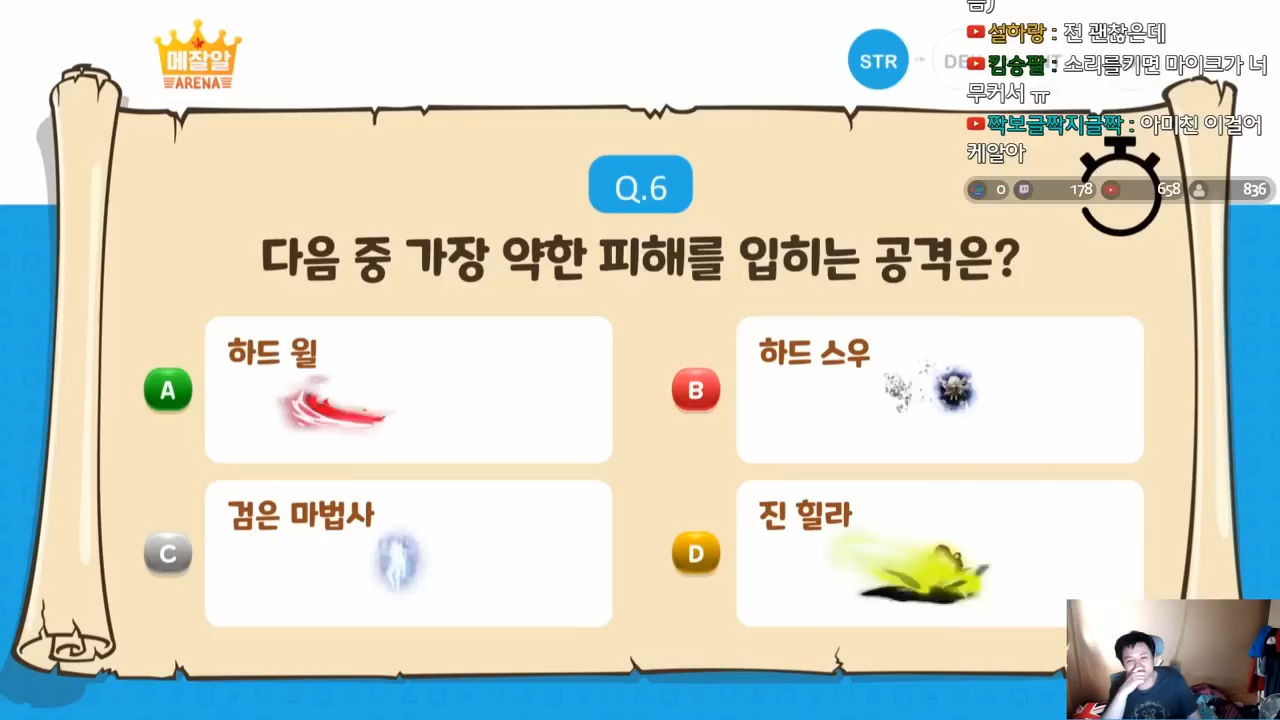 메잘알
ARENA
STR
음)
설하랑 : 전 괜찮은데
킴승팔 : 소리를키면 마이크가 너
무커서 ㅠ
짝보글짝지글짝 : 아미친 이걸어
케알아
0 178 658 836
Q.6
다음 중 가장 약한 피해를 입히는 공격은?
하드 윌
A
하드 스우
B
검은 마법사
C
진 힐라
D